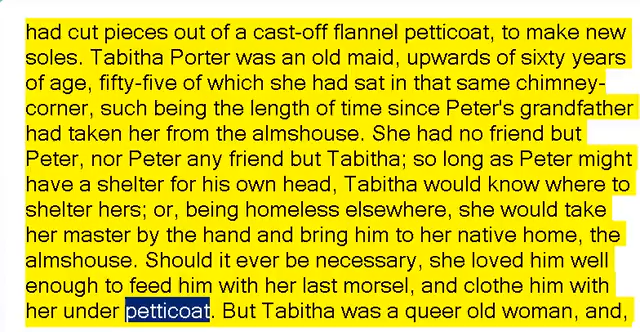 had cut pieces out of a cast-off flannel petticoat, to make new
soles. Tabitha Porter was an old maid, upwards of sixty years
of age, fifty-five of which she had sat in that same chimney-
corner, such being the length of time since Peter's grandfather
had taken her from the almshouse. She had no friend but
Peter, nor Peter any friend but Tabitha; so long as Peter might
have a shelter for his own head, Tabitha would know where to
shelter hers; or, being homeless elsewhere, she would take
her master by the hand and bring him to her native home, the
almshouse. Should it ever be necessary, she loved him well
enough to feed him with her last morsel, and clothe him with
her under petticoat. But Tabitha was a queer old woman, and,